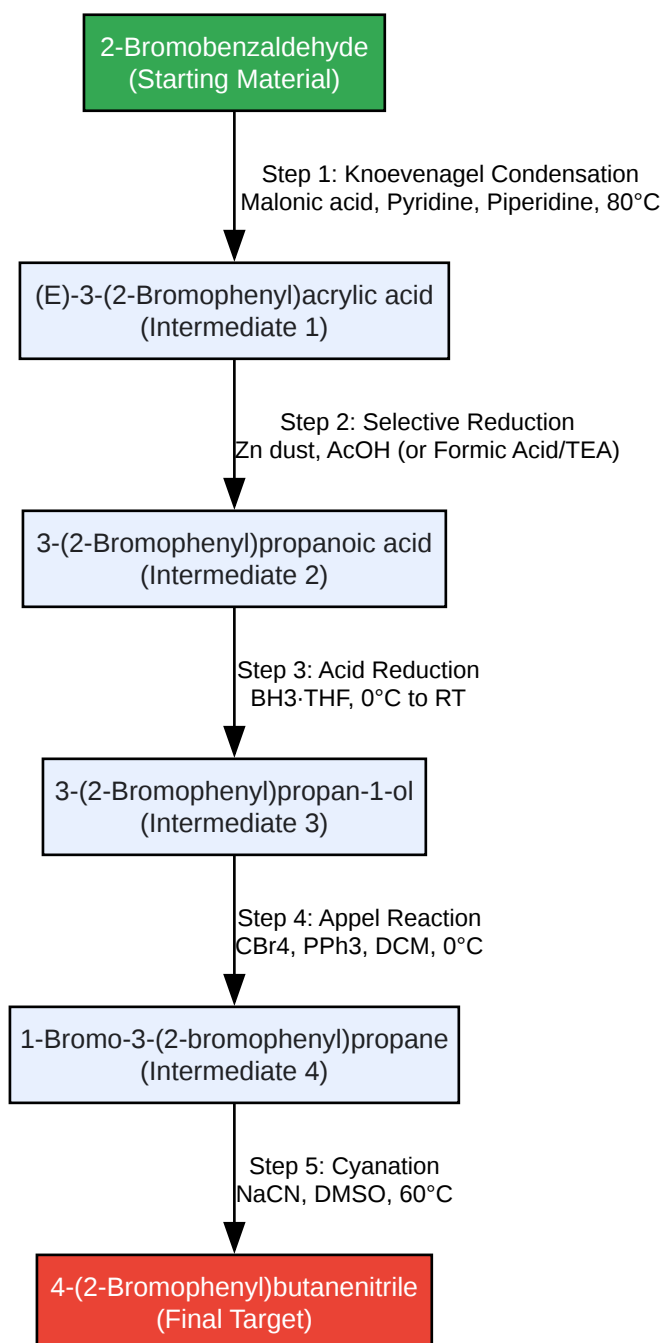 2-Bromobenzaldehyde
(Starting Material)
Step 1: Knoevenagel Condensation
Malonic acid, Pyridine, Piperidine, 80°C
(E)-3-(2-Bromophenyl)acrylic acid
(Intermediate 1)
Step 2: Selective Reduction
Zn dust, AcOH (or Formic Acid/TEA)
3-(2-Bromophenyl)propanoic acid
(Intermediate 2)
Step 3: Acid Reduction
BH3·THF, 0°C to RT
3-(2-Bromophenyl)propan-1-ol
(Intermediate 3)
Step 4: Appel Reaction
CBr4, PPh3, DCM, 0°C
1-Bromo-3-(2-bromophenyl)propane
(Intermediate 4)
Step 5: Cyanation
NaCN, DMSO, 60°C
4-(2-Bromophenyl)butanenitrile
(Final Target)